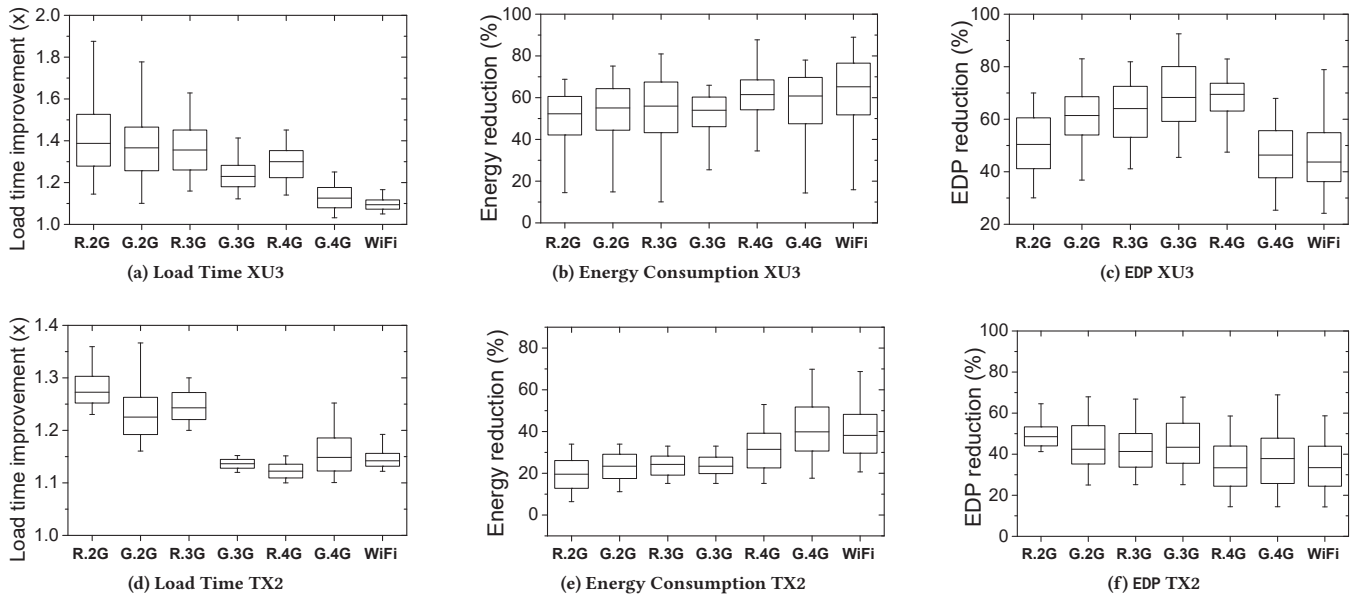 Load time improvement (x)
2.0
1.8
1.6
1.4
1.2
1.0
R.2G G.2G R.3G G.3G R.4G G.4G WiFi
(a) Load Time XU3
Energy reduction (%)
100
80
60
40
20
0
R.2G G.2G R.3G G.3G R.4G G.4G WiFi
(b) Energy Consumption XU3
EDP reduction (%)
100
80
60
40
20
R.2G G.2G R.3G G.3G R.4G G.4G WiFi
(c) EDP XU3
Load time improvement (x)
1.4
1.3
1.2
1.1
1.0
R.2G G.2G R.3G G.3G R.4G G.4G WiFi
(d) Load Time TX2
Energy reduction (%)
80
60
40
20
0
R.2G G.2G R.3G G.3G R.4G G.4G WiFi
(e) Energy Consumption TX2
EDP reduction (%)
100
80
60
40
20
0
R.2G G.2G R.3G G.3G R.4G G.4G WiFi
(f) EDP TX2